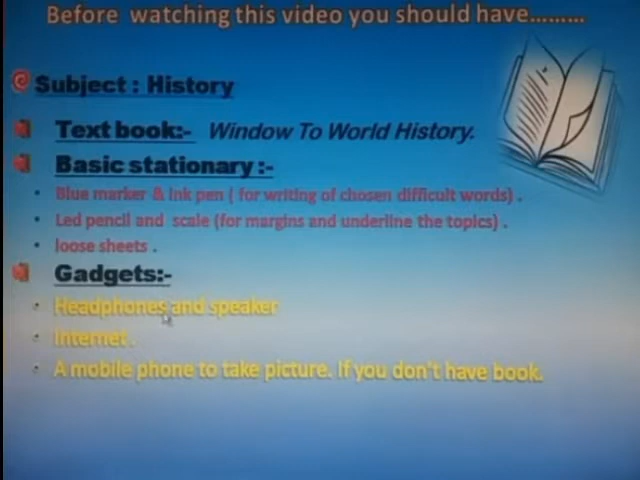 Before watching this video you should have.........
Subject : History
Text book:- Window To World History.
Basic stationary :-
Blue marker & Ink pen ( for writing of chosen difficult words) .
Led pencil and scale (for margins and underline the topics) .
loose sheets .
Gadgets:-
Headphones and speaker
Internet .
A mobile phone to take picture. If you don't have book.